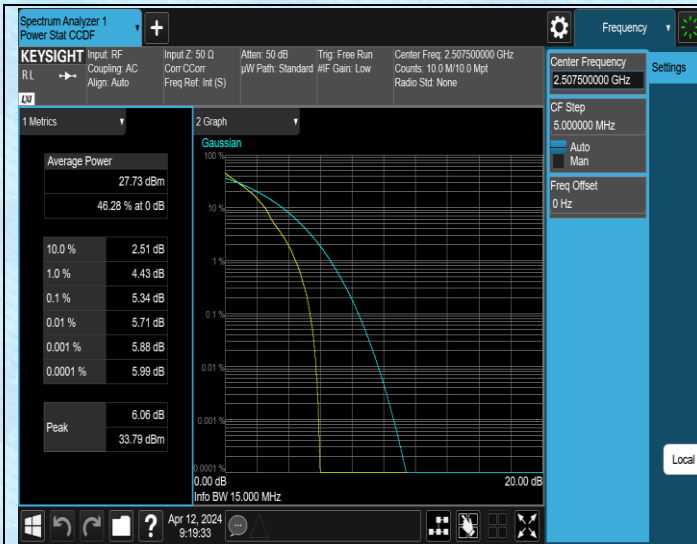 Spectrum Analyzer 1
Power Stat CCDF
+
Frequency
KEYSIGHT
RL
LXI
Input: RF
Coupling: AC
Align: Auto
Input Z: 50 Ω
Corr CCorr
Freq Ref: Int (S)
Atten: 50 dB
µW Path: Standard
Trig: Free Run
#IF Gain: Low
Center Freq: 2.507500000 GHz
Counts: 10.0 M/10.0 Mpt
Radio Std: None
Center Frequency
2.507500000 GHz
Settings
CF Step
5.000000 MHz
Auto
Man
Freq Offset
0 Hz
1 Metrics
Average Power
27.73 dBm
46.28 % at 0 dB
10.0 % 2.51 dB
1.0 % 4.43 dB
0.1 % 5.34 dB
0.01 % 5.71 dB
0.001 % 5.88 dB
0.0001 % 5.99 dB
Peak
6.06 dB
33.79 dBm
2 Graph
Gaussian
100 %
10 %
1 %
0.1 %
0.01 %
0.001 %
0.0001 %
0.00 dB 20.00 dB
Info BW 15.000 MHz
Local
?
Apr 12, 2024
9:19:33